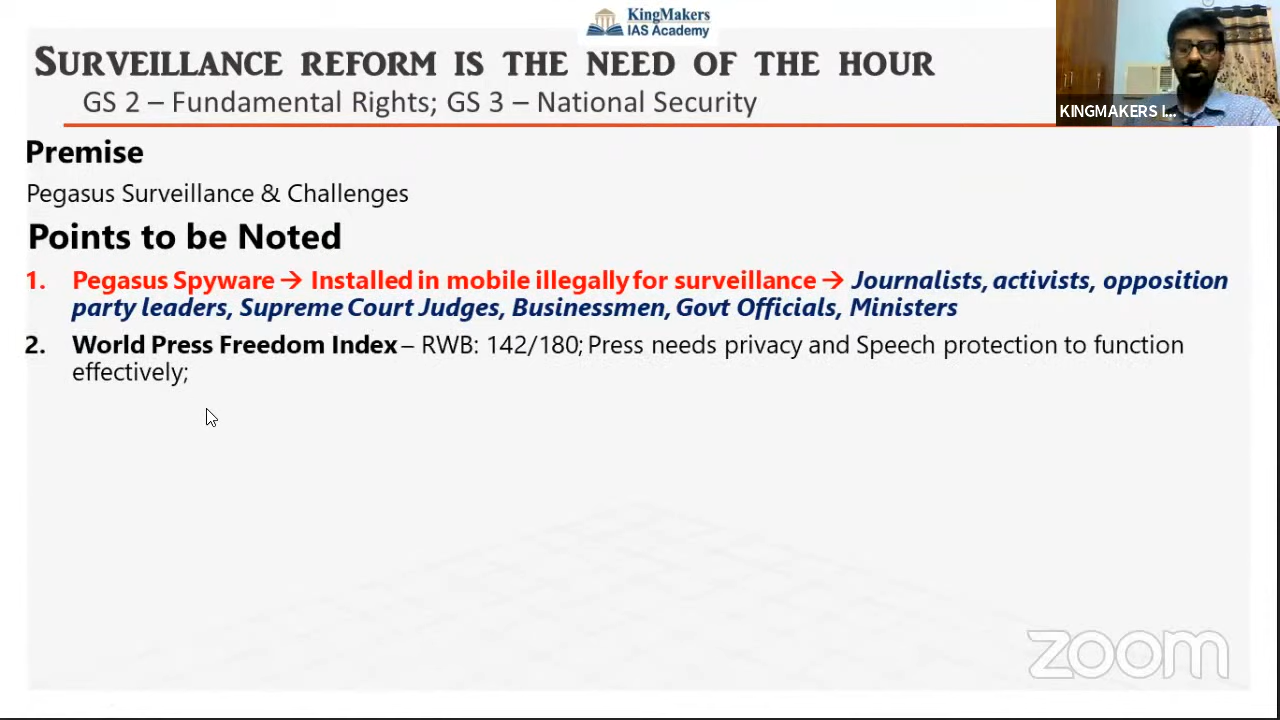 KingMakers
IAS Academy
SURVEILLANCE REFORM IS THE NEED OF THE HOUR
GS 2 – Fundamental Rights; GS 3 – National Security
KINGMAKERS I...
Premise
Pegasus Surveillance & Challenges
Points to be Noted
1. Pegasus Spyware → Installed in mobile illegally for surveillance → Journalists, activists, opposition
party leaders, Supreme Court Judges, Businessmen, Govt Officials, Ministers
2. World Press Freedom Index – RWB: 142/180; Press needs privacy and Speech protection to function
effectively;
zoom